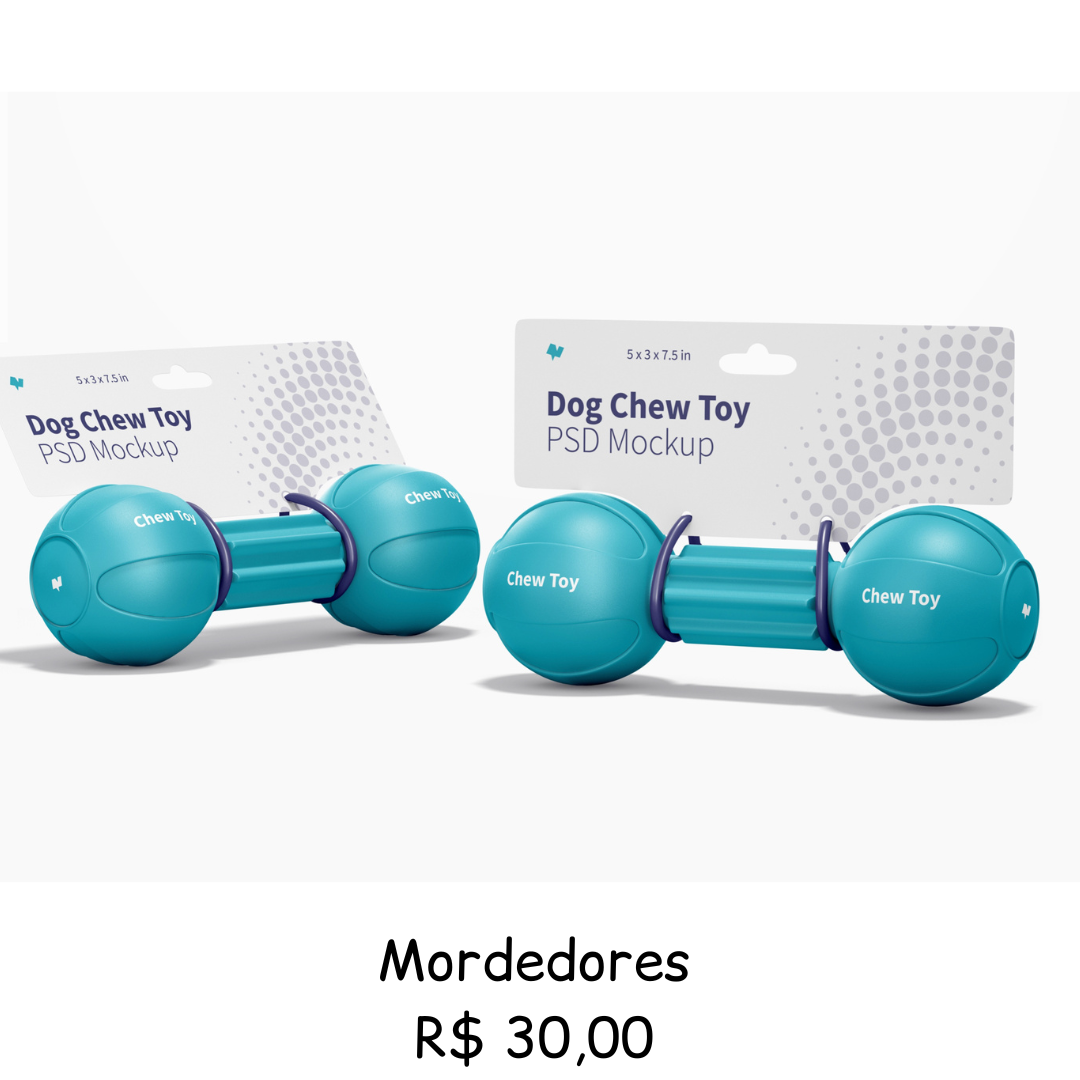 5 x 3 x 7.5 in
Dog Chew Toy
PSD Mockup
Chew Toy
Chew Toy
5 x 3 x 7.5 in
Dog Chew Toy
PSD Mockup
Chew Toy
Chew Toy
Mordedores
R$ 30,00